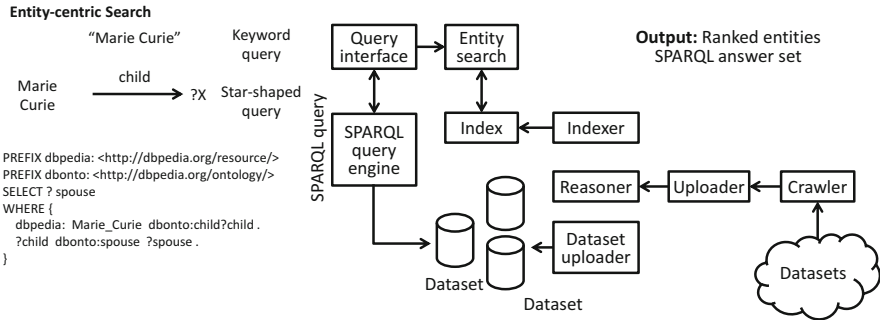 Entity-centric Search
“Marie Curie”
Keyword
query
Marie
Curie
child
?X
Star-shaped
query
PREFIX dbpedia: <http://dbpedia.org/resource/>
PREFIX dbonto: <http://dbpedia.org/ontology/>
SELECT ? spouse
WHERE {
dbpedia: Marie_Curie dbonto:child?child .
?child dbonto:spouse ?spouse .
}
SPARQL query
Query
interface
Entity
search
Output: Ranked entities
SPARQL answer set
SPARQL
query
engine
Index
Indexer
Reasoner
Uploader
Crawler
Dataset
uploader
Datasets
Dataset
Dataset